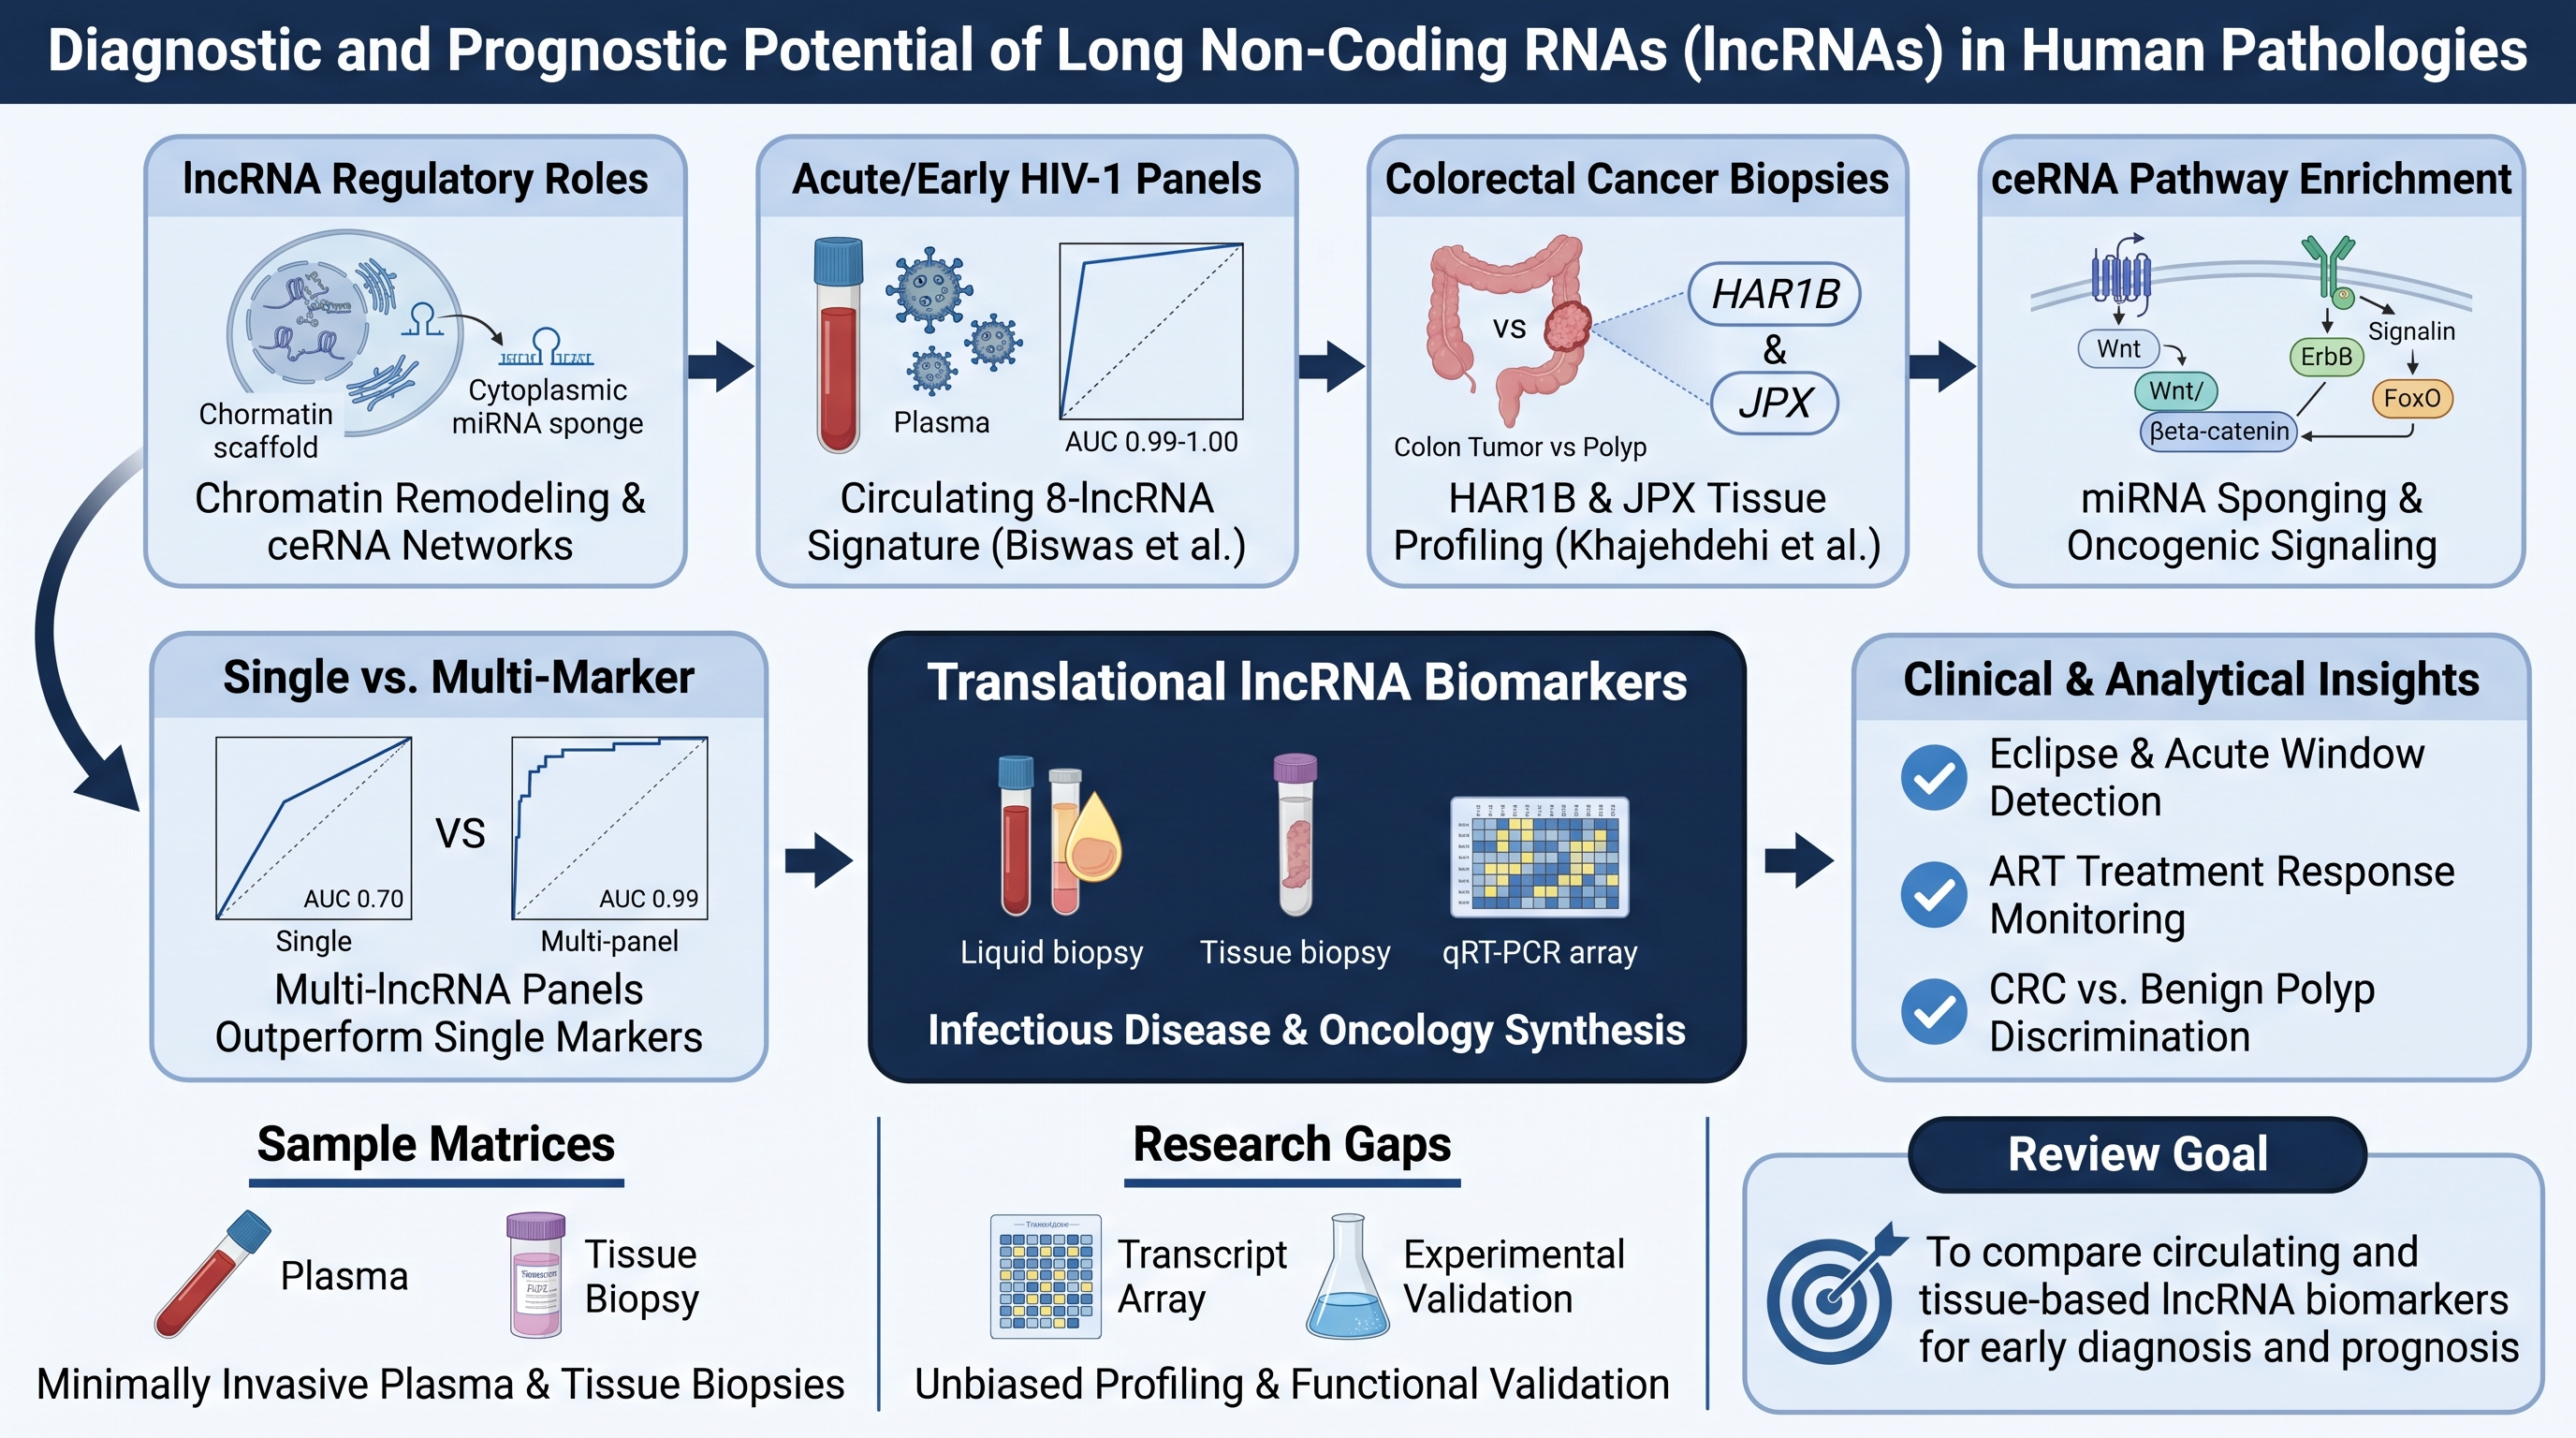 Diagnostic and Prognostic Potential of Long Non-Coding RNAs (lncRNAs) in Human Pathologies
lncRNA Regulatory Roles
Chormatin
scaffold
Cytoplasmic
miRNA sponge
Chromatin Remodeling &
ceRNA Networks
Acute/Early HIV-1 Panels
Plasma
AUC 0.99-1.00
Circulating 8-lncRNA
Signature (Biswas et al.)
Colorectal Cancer Biopsies
vs
HAR1B
&
JPX
Colon Tumor vs Polyp
HAR1B & JPX Tissue
Profiling (Khajehdehi et al.)
ceRNA Pathway Enrichment
Wnt
Wnt/
βeta-catenin
ErbB
Signalin
FoxO
miRNA Sponging &
Oncogenic Signaling
Single vs. Multi-Marker
AUC 0.70
Single
VS
AUC 0.99
Multi-panel
Multi-lncRNA Panels
Outperform Single Markers
Translational lncRNA Biomarkers
Liquid biopsy
Tissue biopsy
qRT-PCR array
Infectious Disease & Oncology Synthesis
Clinical & Analytical Insights
Eclipse & Acute Window
Detection
ART Treatment Response
Monitoring
CRC vs. Benign Polyp
Discrimination
Sample Matrices
Plasma
Tissue
Biopsy
Minimally Invasive Plasma & Tissue Biopsies
Research Gaps
Transcript
Array
Experimental
Validation
Unbiased Profiling & Functional Validation
Review Goal
To compare circulating and
tissue-based lncRNA biomarkers
for early diagnosis and prognosis